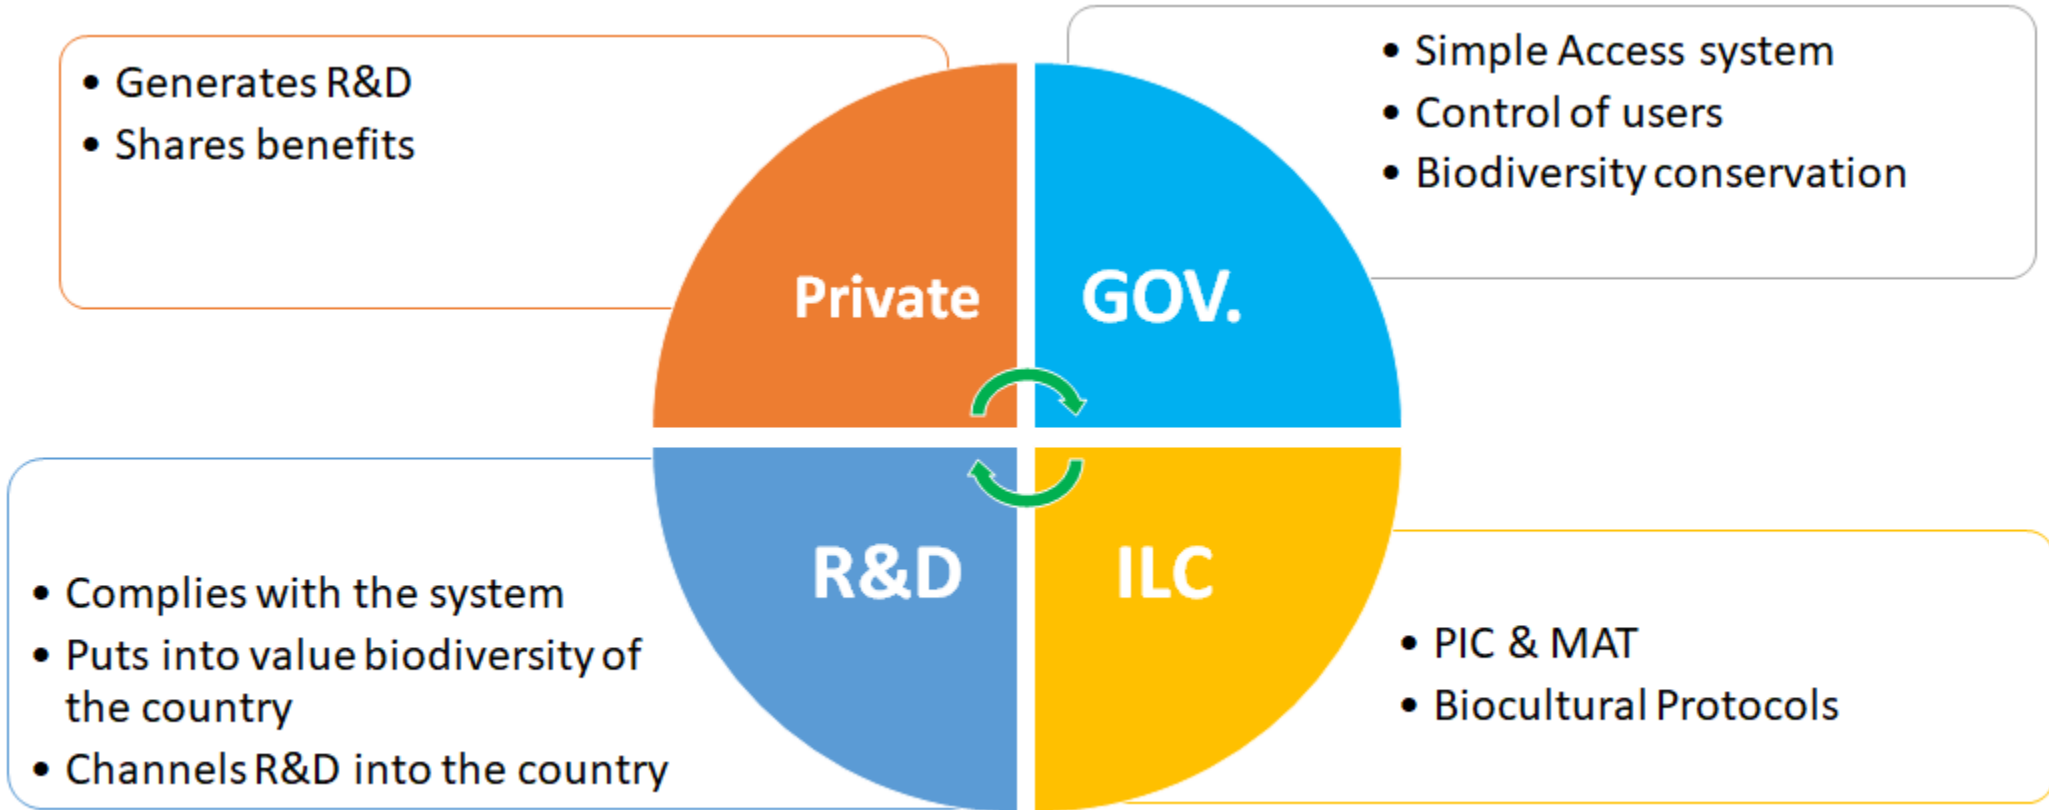 • Generates R&D
• Shares benefits
• Simple Access system
• Control of users
• Biodiversity conservation
Private
GOV.
R&D
ILC
• Complies with the system
• Puts into value biodiversity of
the country
• Channels R&D into the country
• PIC & MAT
• Biocultural Protocols